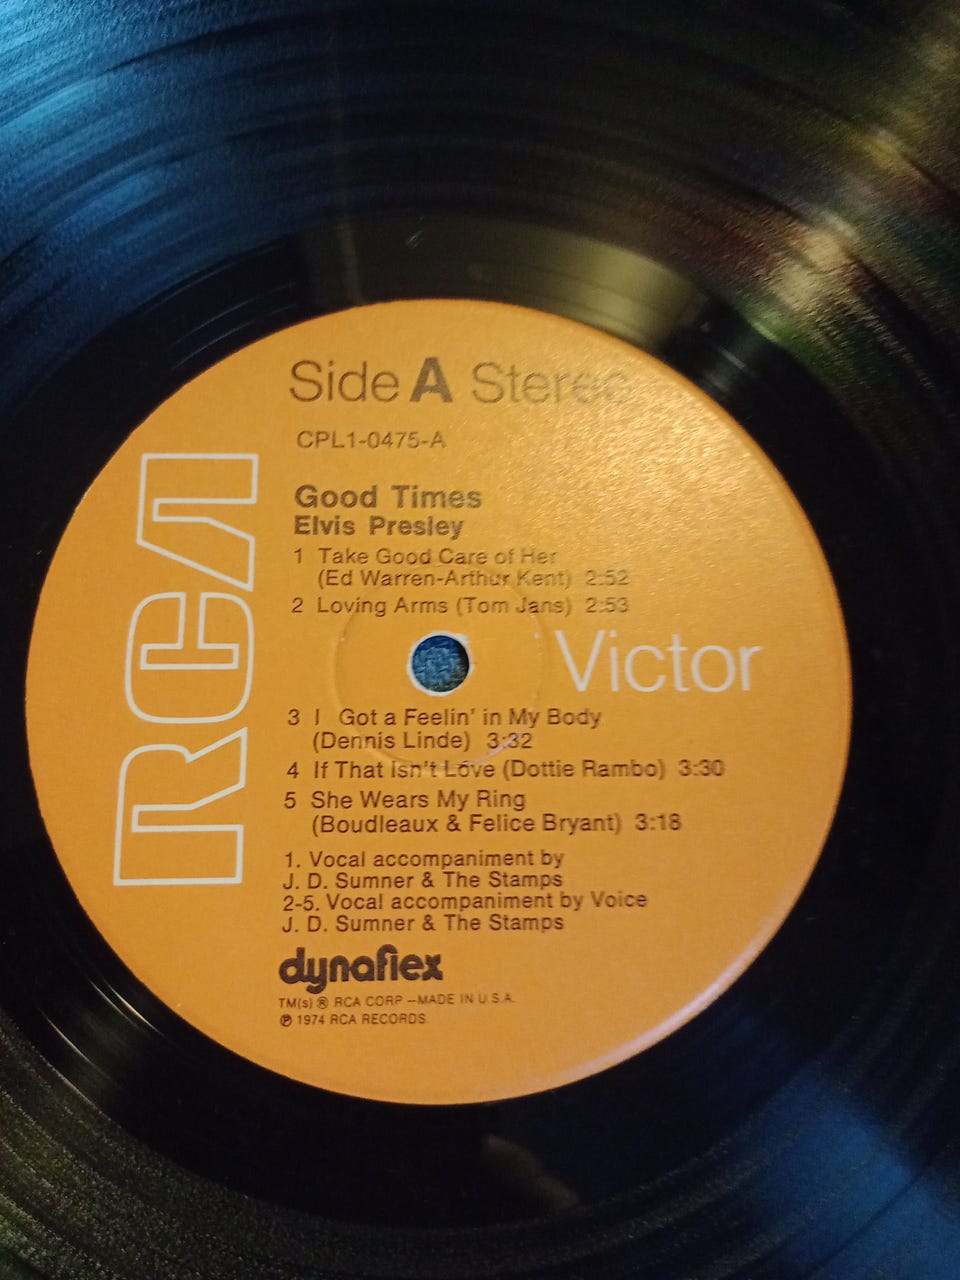 Side A Stereo
CPL1-0475-A
RCA
Good Times
Elvis Presley
1 Take Good Care of Her
(Ed Warren-Arthur Kent) 2:52
2 Loving Arms (Tom Jans) 2:53
Victor
3 I Got a Feelin' in My Body
(Dennis Linde) 3:32
4 If That Isn't Love (Dottie Rambo) 3:30
5 She Wears My Ring
(Boudleaux & Felice Bryant) 3:18
1. Vocal accompaniment by
J. D. Sumner & The Stamps
2-5. Vocal accompaniment by Voice
J. D. Sumner & The Stamps
dynaflex
TM(s) ® RCA CORP —MADE IN U.S.A.
℗ 1974 RCA RECORDS